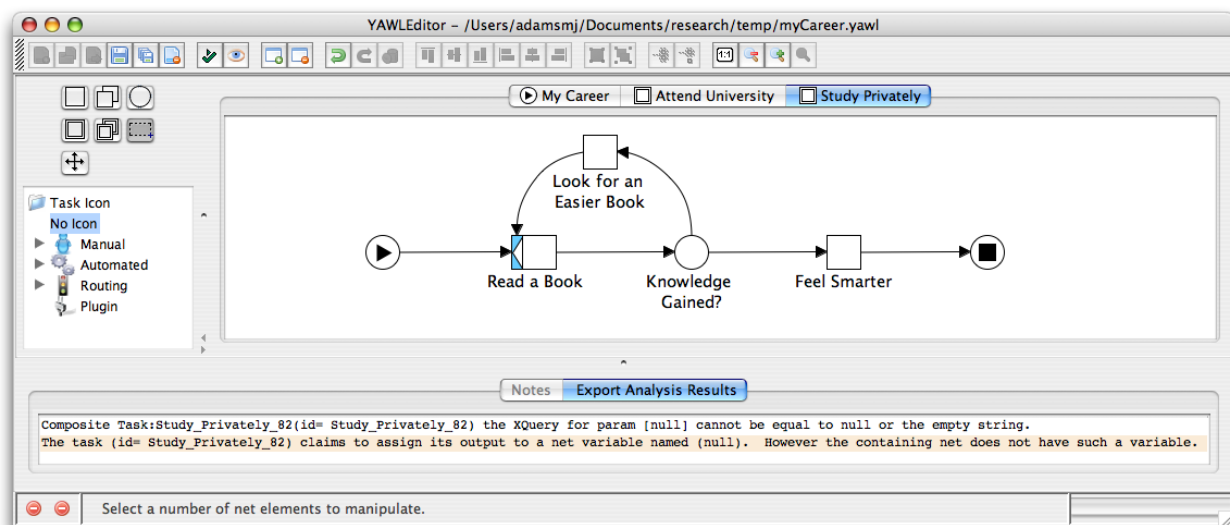 YAWLEditor – /Users/adamsmj/Documents/research/temp/myCareer.yawl
1:1
My Career
Attend University
Study Privately
Task Icon
No Icon
Manual
Automated
Routing
Plugin
Look for an
Easier Book
Read a Book
Knowledge
Gained?
Feel Smarter
Notes
Export Analysis Results
Composite Task:Study_Privately_82(id= Study_Privately_82) the XQuery for param [null] cannot be equal to null or the empty string.
The task (id= Study_Privately_82) claims to assign its output to a net variable named (null).  However the containing net does not have such a variable.
Select a number of net elements to manipulate.